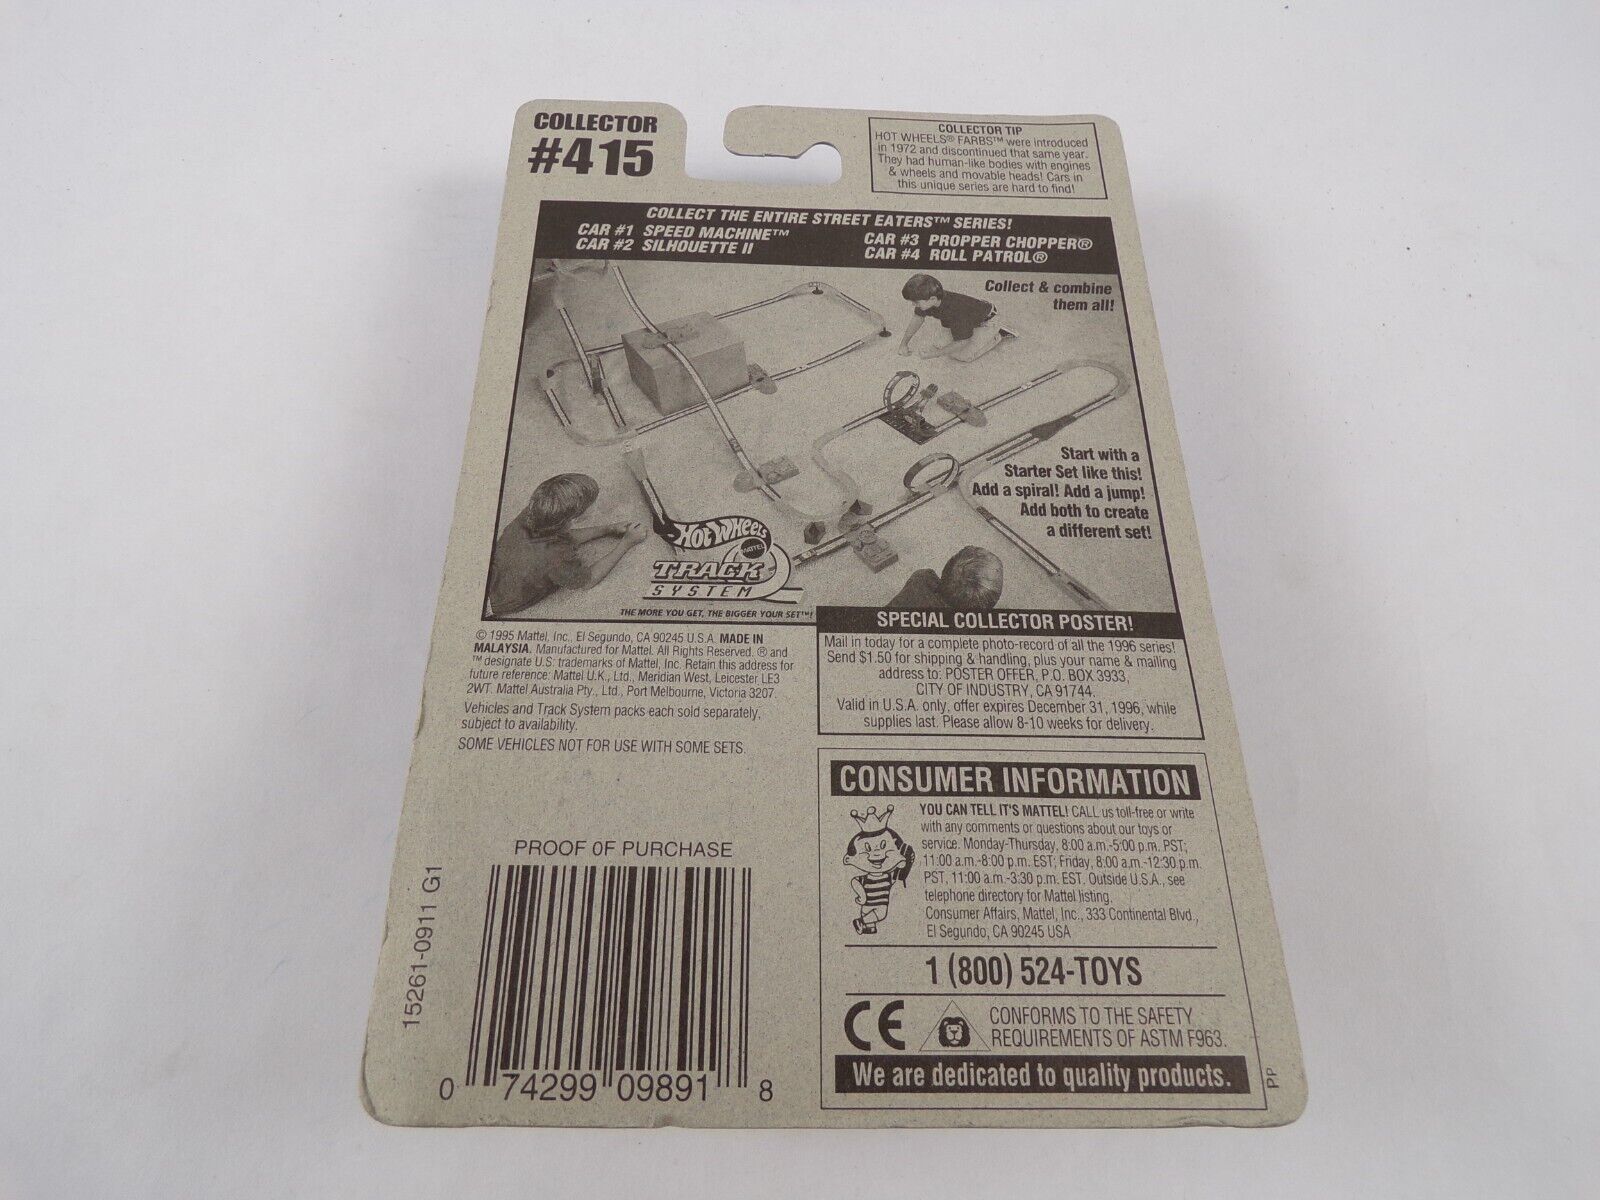 COLLECTOR
#415
COLLECTOR TIP
HOT WHEELS® FARBS™ were introduced
in 1972 and discontinued that same year.
They had human-like bodies with engines
& wheels and movable heads! Cars in
this unique series are hard to find!
COLLECT THE ENTIRE STREET EATERS™ SERIES!
CAR #1 SPEED MACHINE™
CAR #2 SILHOUETTE II
CAR #3 PROPPER CHOPPER®
CAR #4 ROLL PATROL®
Collect & combine
them all!
Start with a
Starter Set like this!
Add a spiral! Add a jump!
Add both to create
a different set!
HOT WHEELS
MATTEL
TRACK
SYSTEM
THE MORE YOU GET, THE BIGGER YOUR SET™!
© 1995 Mattel, Inc., El Segundo, CA 90245 U.S.A. MADE IN
MALAYSIA. Manufactured for Mattel. All Rights Reserved. ® and
™ designate U.S. trademarks of Mattel, Inc. Retain this address for
future reference: Mattel U.K., Ltd., Meridian West, Leicester LE3
2WT. Mattel Australia Pty., Ltd., Port Melbourne, Victoria 3207.
Vehicles and Track System packs each sold separately,
subject to availability.
SOME VEHICLES NOT FOR USE WITH SOME SETS.
SPECIAL COLLECTOR POSTER!
Mail in today for a complete photo-record of all the 1996 series!
Send $1.50 for shipping & handling, plus your name & mailing
address to: POSTER OFFER, P.O. BOX 3933,
CITY OF INDUSTRY, CA 91744.
Valid in U.S.A. only, offer expires December 31, 1996, while
supplies last. Please allow 8-10 weeks for delivery.
CONSUMER INFORMATION
YOU CAN TELL IT'S MATTEL! CALL us toll-free or write
with any comments or questions about our toys or
service. Monday-Thursday, 8:00 a.m.-5:00 p.m. PST;
11:00 a.m.-8:00 p.m. EST; Friday, 8:00 a.m.-12:30 p.m.
PST, 11:00 a.m.-3:30 p.m. EST. Outside U.S.A., see
telephone directory for Mattel listing.
Consumer Affairs, Mattel, Inc., 333 Continental Blvd.,
El Segundo, CA 90245 USA
1 (800) 524-TOYS
CE
CONFORMS TO THE SAFETY
REQUIREMENTS OF ASTM F963.
We are dedicated to quality products.
PP
PROOF OF PURCHASE
0 74299 09891 8
15261-0911 G1